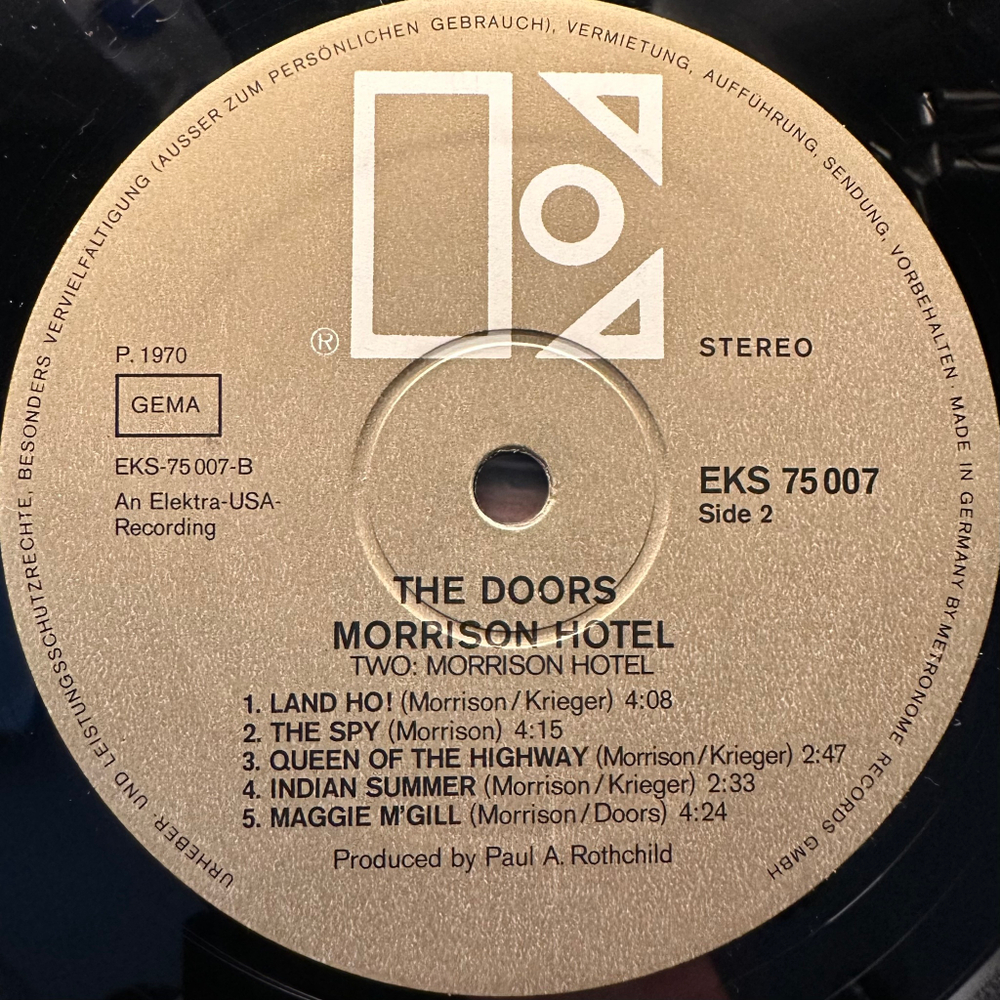 URHEBER- UND LEISTUNGSSCHUTZRECHTE, BESONDERS VERVIELFÄLTIGUNG (AUSSER ZUM PERSÖNLICHEN GEBRAUCH), VERMIETUNG, AUFFÜHRUNG, SENDUNG, VORBEHALTEN · MADE IN GERMANY BY METRONOME RECORDS GMBH
®
P. 1970
STEREO
GEMA
EKS-75 007-B
An Elektra-USA-
Recording
EKS 75 007
Side 2
THE DOORS
MORRISON HOTEL
TWO: MORRISON HOTEL
1. LAND HO! (Morrison/Krieger) 4:08
2. THE SPY (Morrison) 4:15
3. QUEEN OF THE HIGHWAY (Morrison/Krieger) 2:47
4. INDIAN SUMMER (Morrison/Krieger) 2:33
5. MAGGIE M'GILL (Morrison/Doors) 4:24
Produced by Paul A. Rothchild